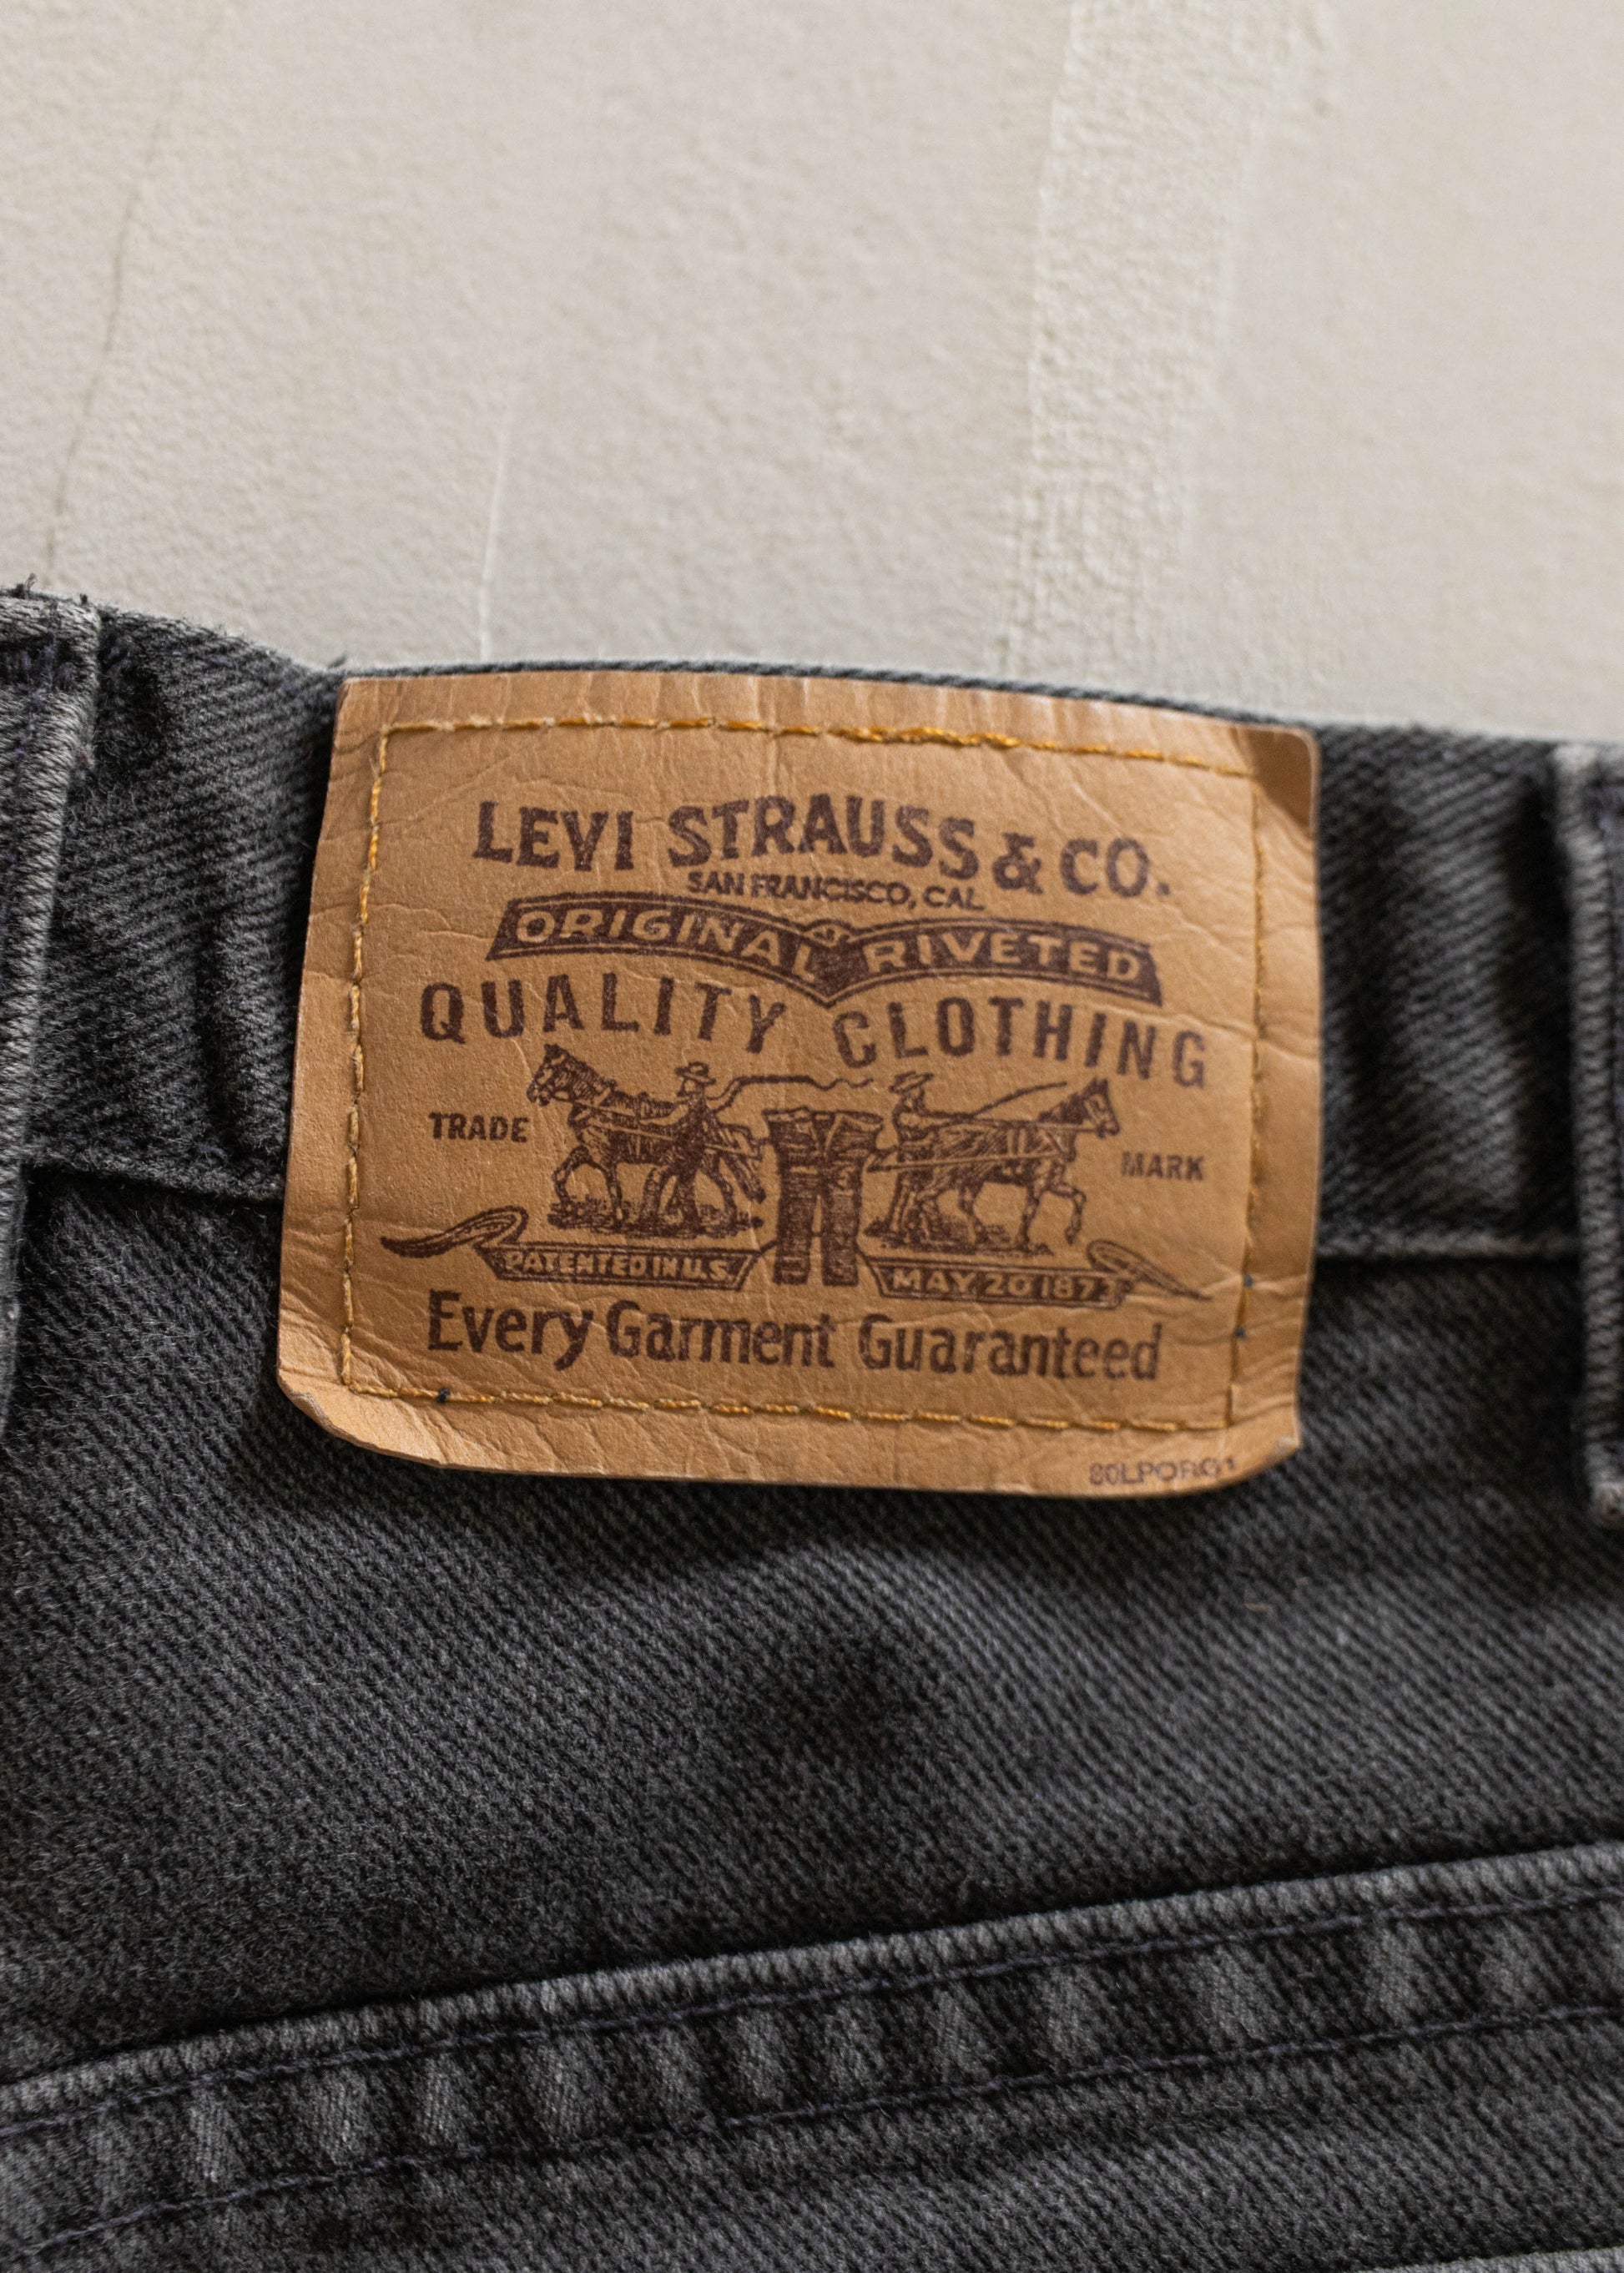 LEVI STRAUSS & CO.
SAN FRANCISCO, CAL.
ORIGINAL RIVETED
QUALITY CLOTHING
TRADE MARK
PATENTED IN U.S. MAY 20 1873
Every Garment Guaranteed